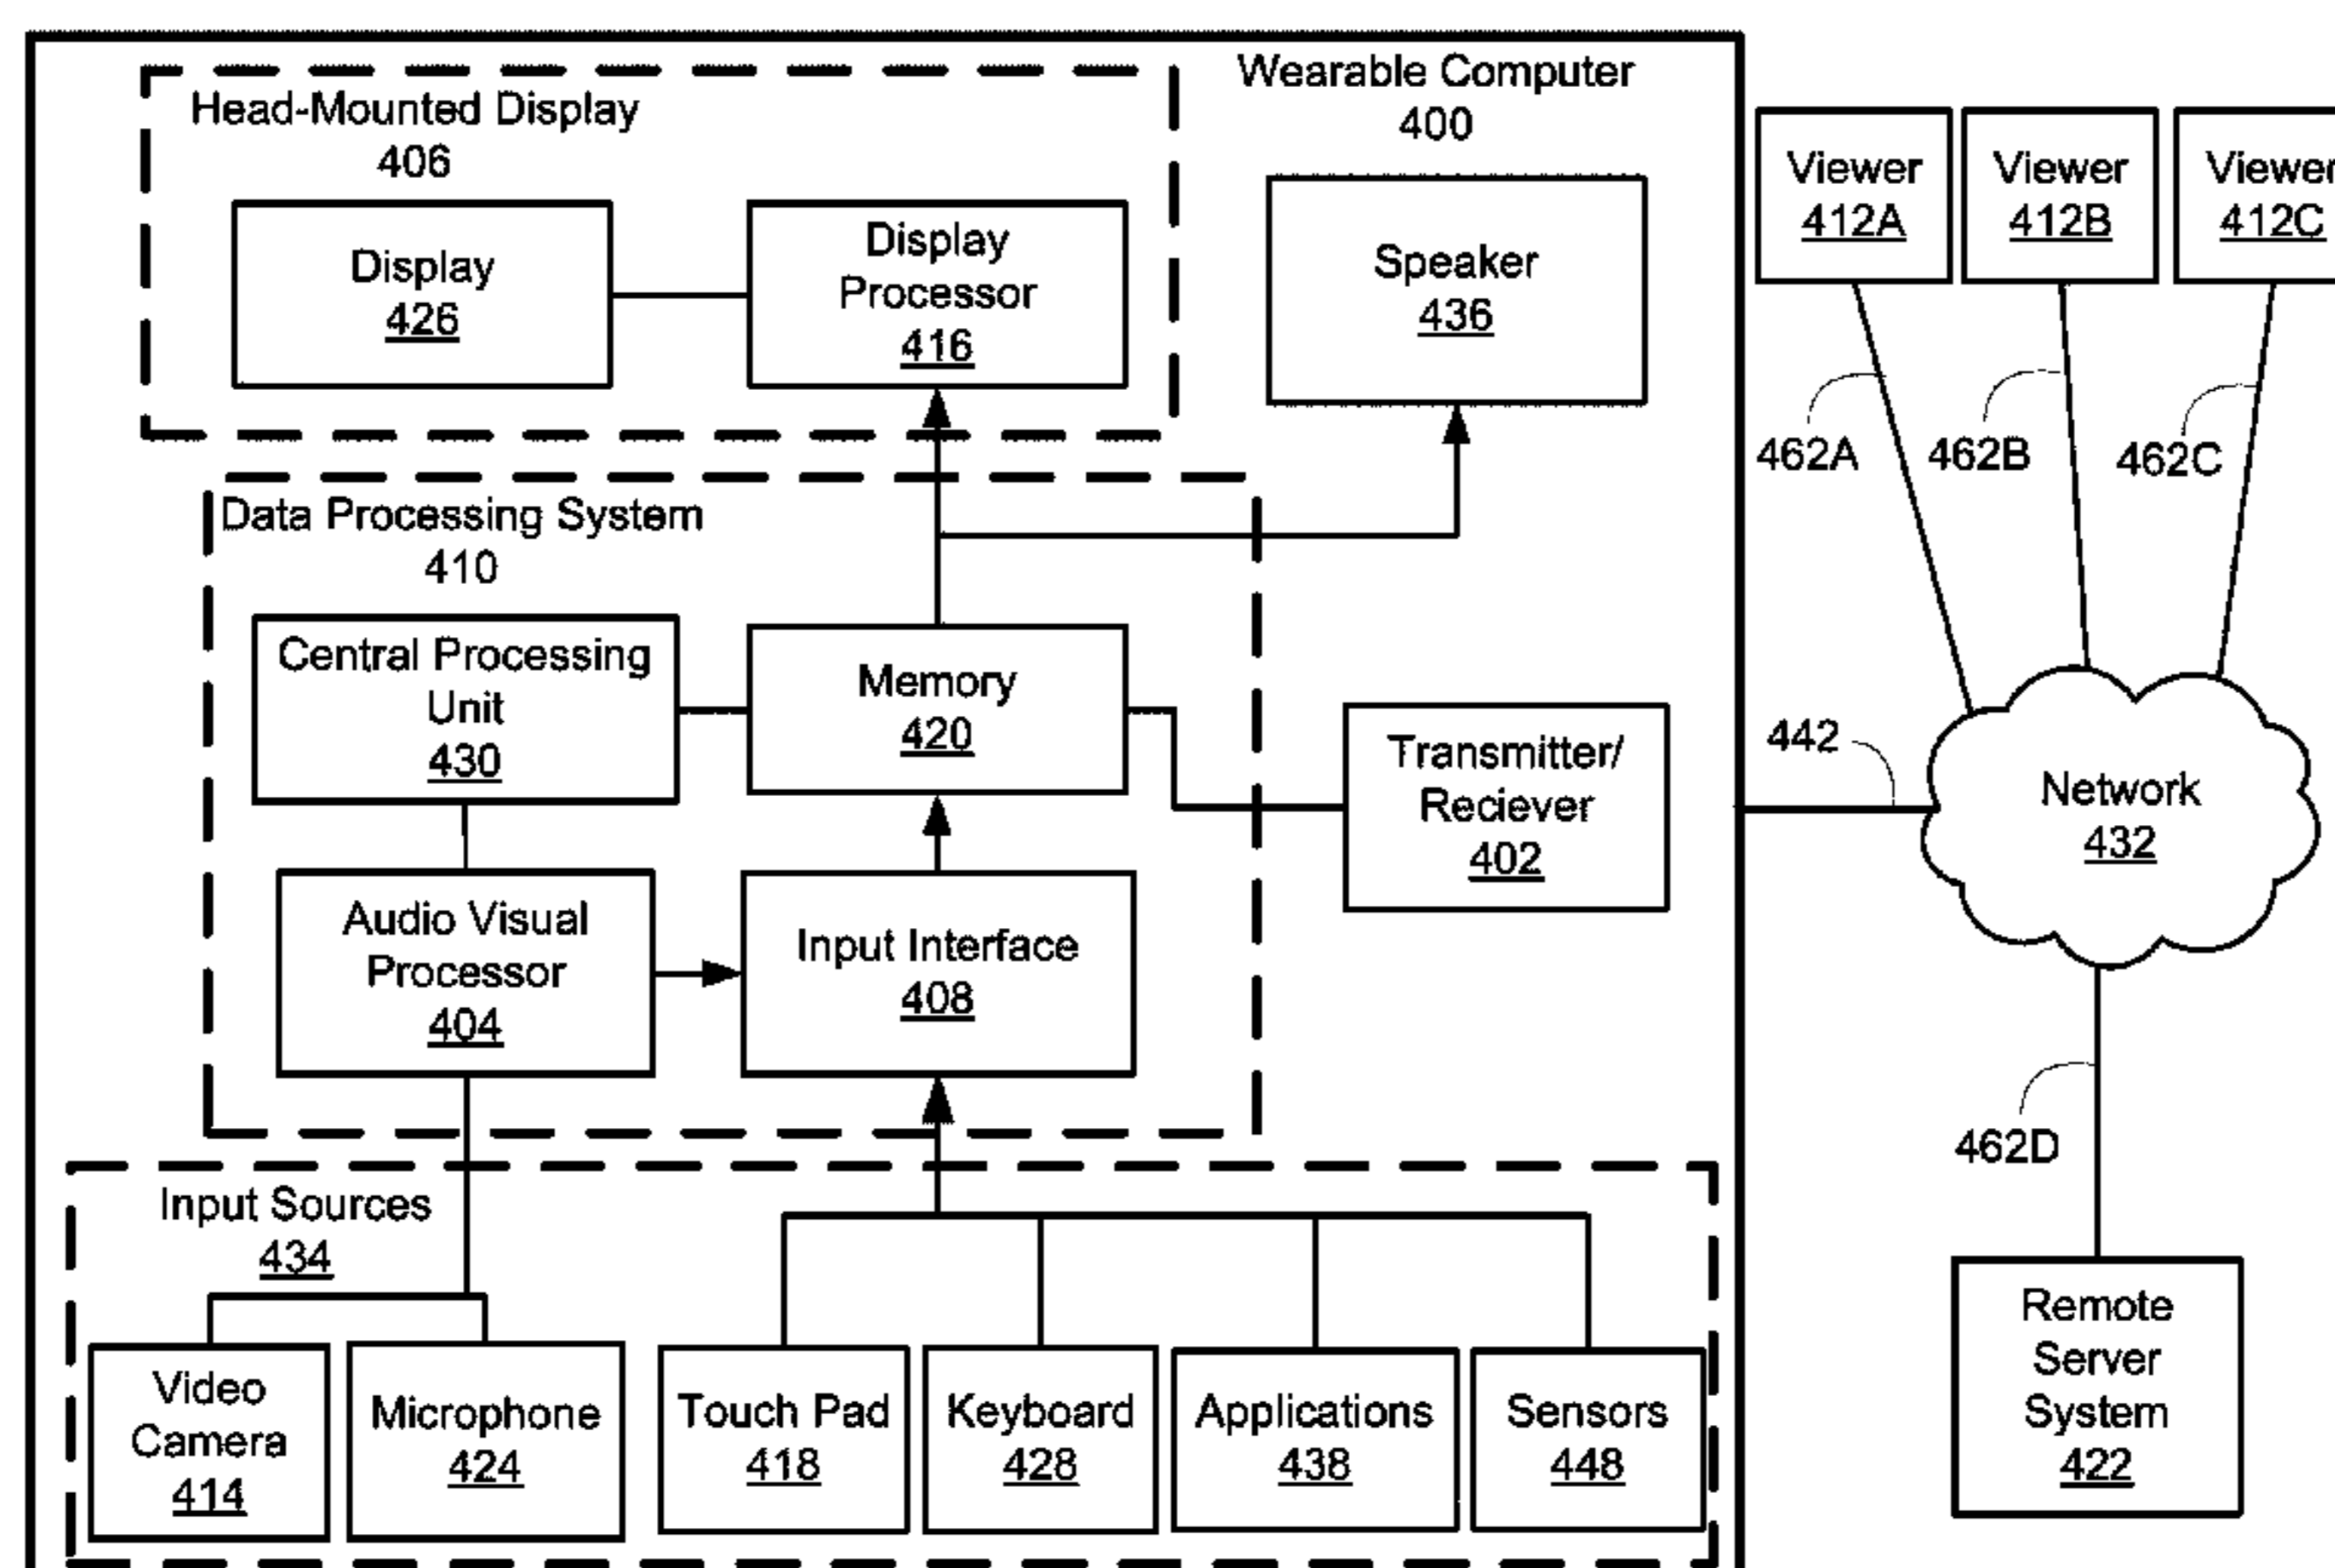 Head-Mounted Display
406
Display
426
Display
Processor
416
Wearable Computer
400
Speaker
436
Data Processing System
410
Central Processing
Unit
430
Memory
420
Transmitter/
Reciever
402
Audio Visual
Processor
404
Input Interface
408
Input Sources
434
Video
Camera
414
Microphone
424
Touch Pad
418
Keyboard
428
Applications
438
Sensors
448
Viewer
412A
Viewer
412B
Viewer
412C
462A
462B
462C
442
Network
432
462D
Remote
Server
System
422